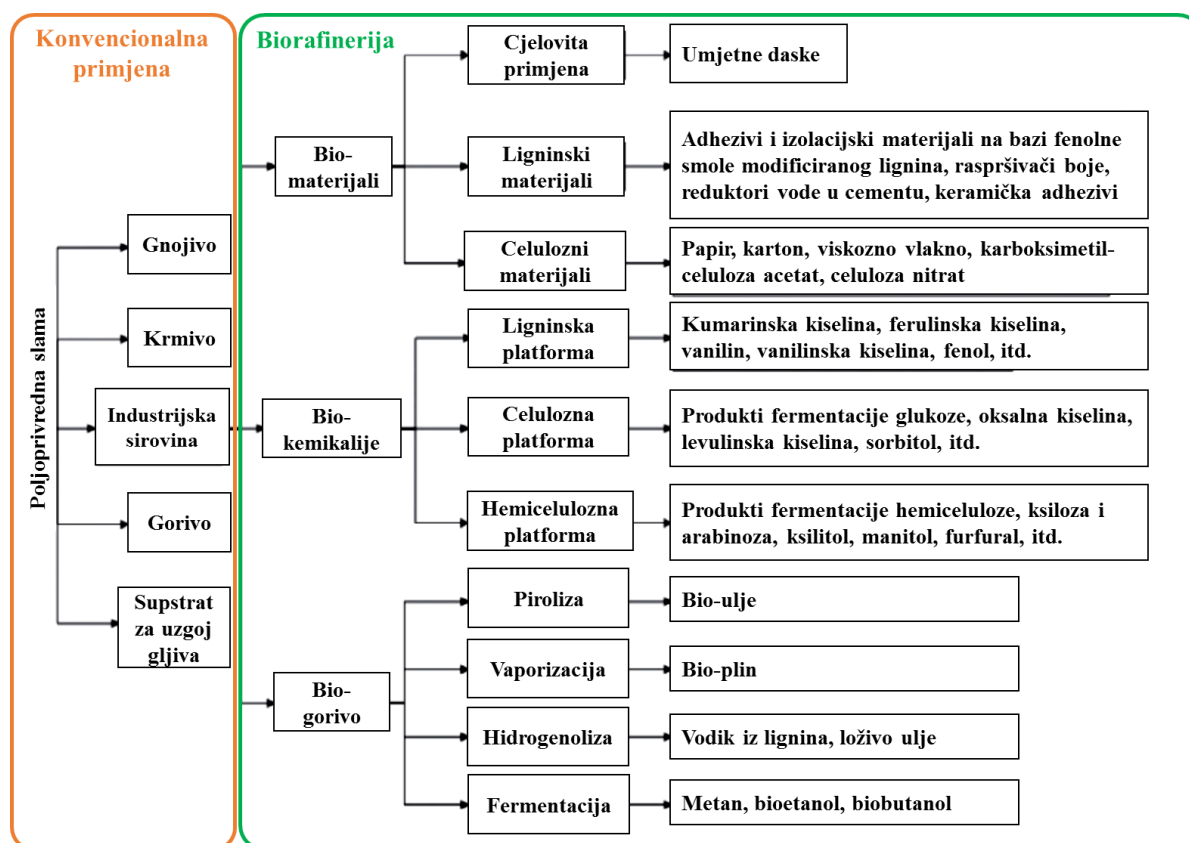 Konvencionalna
primjena
Poljoprivredna slama
Gnojivo
Krmivo
Industrijska
sirovina
Gorivo
Supstrat
za uzgoj
gljiva
Biorafinerija
Bio-
materijali
Cjelovita
primjena
Umjetne daske
Ligninski
materijali
Adhezivi i izolacijski materijali na bazi fenolne
smole modificiranog lignina, raspršivači boje,
reduktori vode u cementu, keramička adhezivi
Celulozni
materijali
Papir, karton, viskozno vlakno, karboksimetil-
celuloza acetat, celuloza nitrat
Bio-
kemikalije
Ligninska
platforma
Kumarinska kiselina, ferulinska kiselina,
vanilin, vanilinska kiselina, fenol, itd.
Celulozna
platforma
Produkti fermentacije glukoze, oksalna kiselina,
levulinska kiselina, sorbitol, itd.
Hemicelulozna
platforma
Produkti fermentacije hemiceluloze, ksiloza i
arabinoza, ksilitol, manitol, furfural, itd.
Bio-
gorivo
Piroliza
Bio-ulje
Vaporizacija
Bio-plin
Hidrogenoliza
Vodik iz lignina, loživo ulje
Fermentacija
Metan, bioetanol, biobutanol